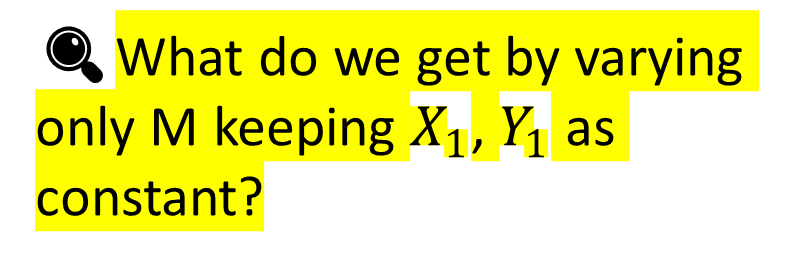 What do we get by varying
only M keeping X₁, Y₁ as
constant?